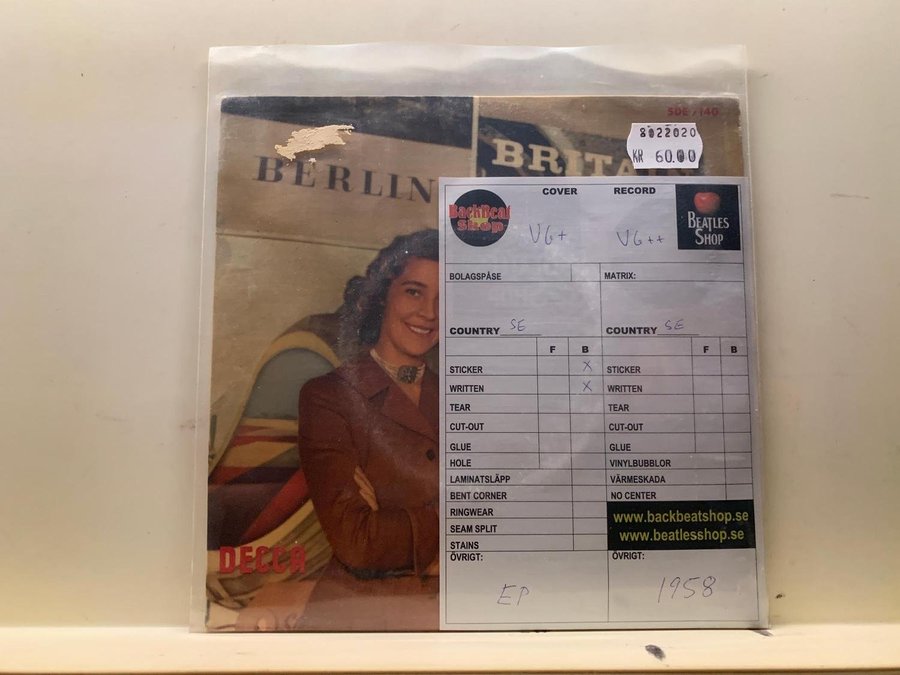 SDE 7140
8022020
KR 60.00
BERLIN
BRITA
COVER RECORD
BackBeat Shop
VG+
VG++
BEATLES SHOP
BOLAGSPÅSE MATRIX:
COUNTRY SE COUNTRY SE
F B F B
STICKER X STICKER
WRITTEN X WRITTEN
TEAR TEAR
CUT-OUT CUT-OUT
GLUE GLUE
HOLE VINYLBUBBLOR
LAMINATSLÄPP VÄRMESKADA
BENT CORNER NO CENTER
RINGWEAR
www.backbeatshop.se
SEAM SPLIT
www.beatlesshop.se
STAINS
ÖVRIGT: ÖVRIGT:
DECCA
EP 1958